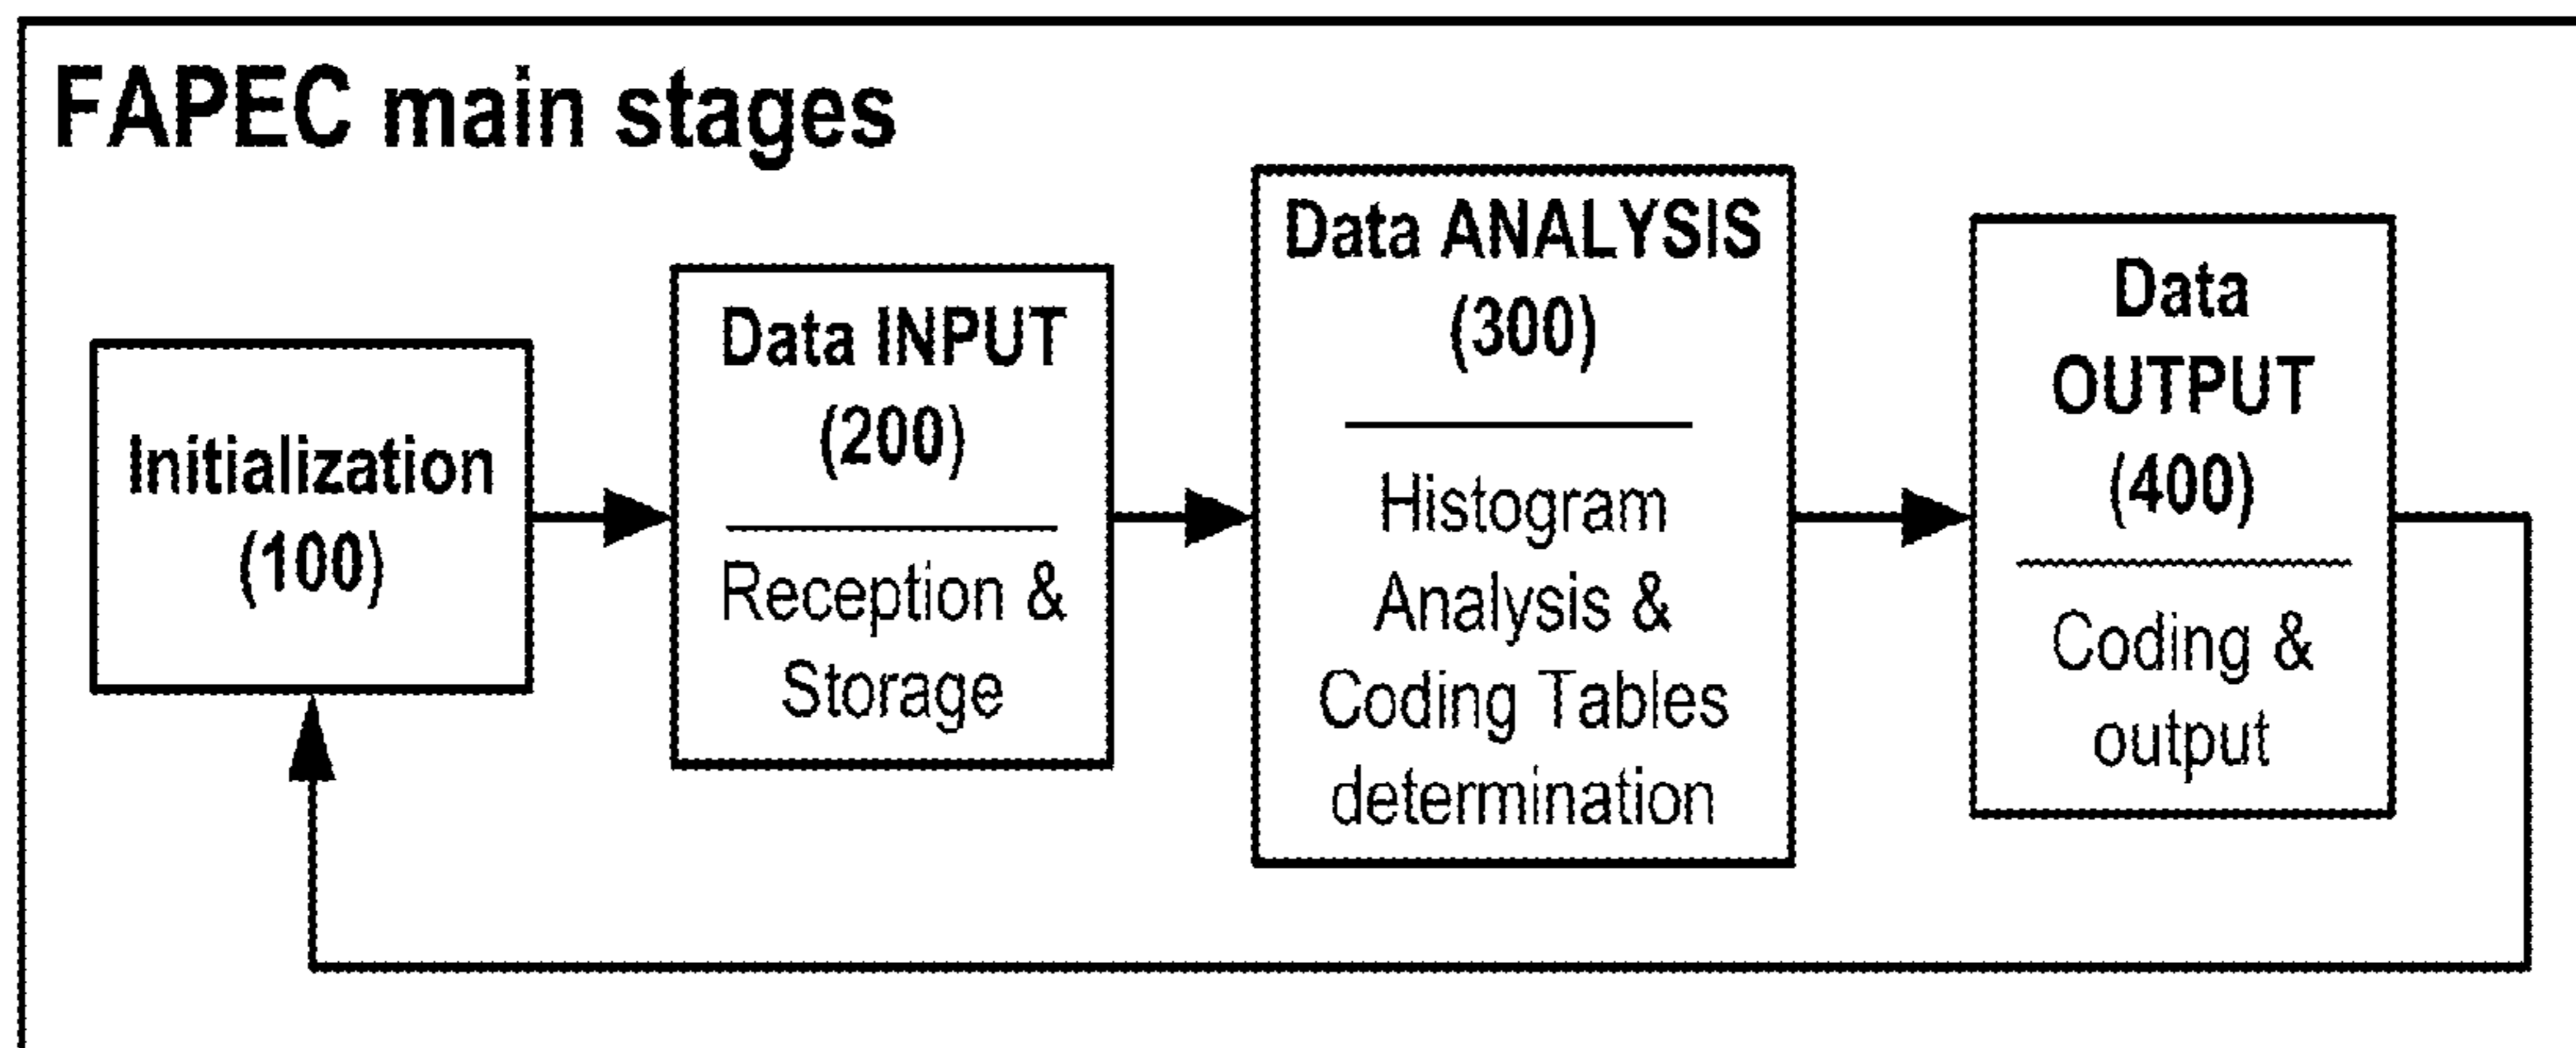 FAPEC main stages
Initialization
(100)
Data INPUT
(200)
Reception &
Storage
Data ANALYSIS
(300)
Histogram
Analysis &
Coding Tables
determination
Data
OUTPUT
(400)
Coding &
output